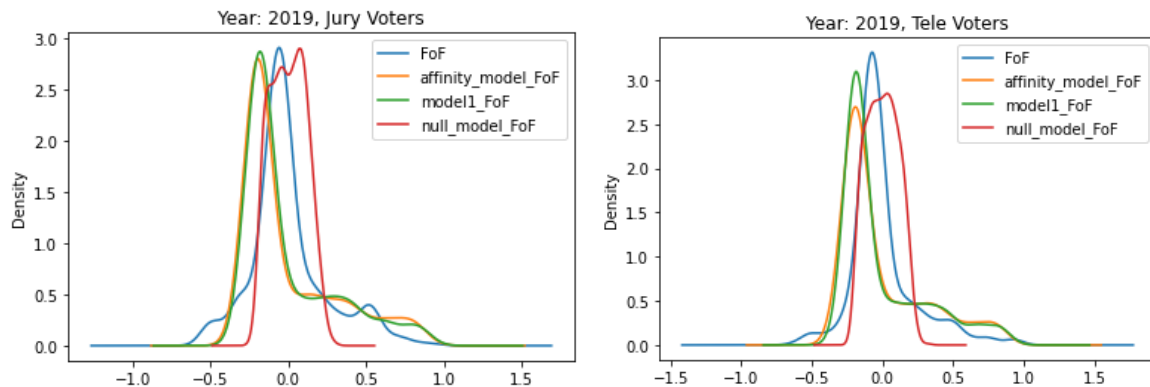 Year: 2019, Jury Voters
3.0
2.5
2.0
1.5
1.0
0.5
0.0
Density
−1.0 −0.5 0.0 0.5 1.0 1.5
FoF
affinity_model_FoF
model1_FoF
null_model_FoF
Year: 2019, Tele Voters
3.0
2.5
2.0
1.5
1.0
0.5
0.0
Density
−1.5 −1.0 −0.5 0.0 0.5 1.0 1.5
FoF
affinity_model_FoF
model1_FoF
null_model_FoF